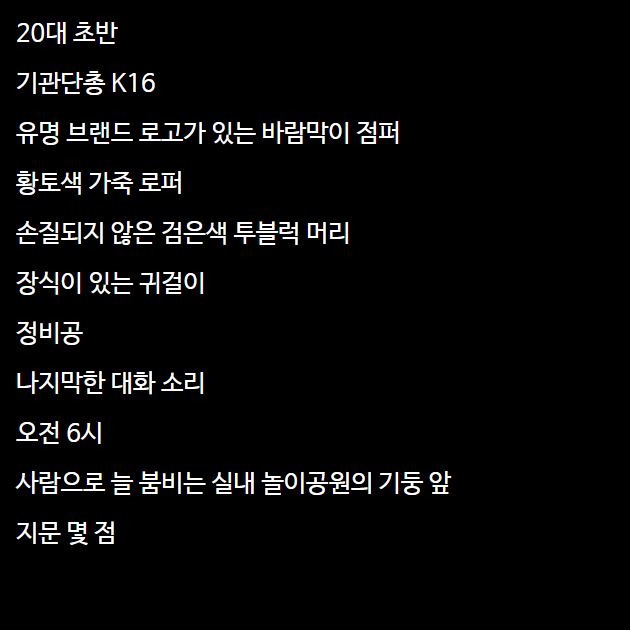 20대 초반
기관단총 K16
유명 브랜드 로고가 있는 바람막이 점퍼
황토색 가죽 로퍼
손질되지 않은 검은색 투블럭 머리
장식이 있는 귀걸이
정비공
나지막한 대화 소리
오전 6시
사람으로 늘 붐비는 실내 놀이공원의 기둥 앞
지문 몇 점